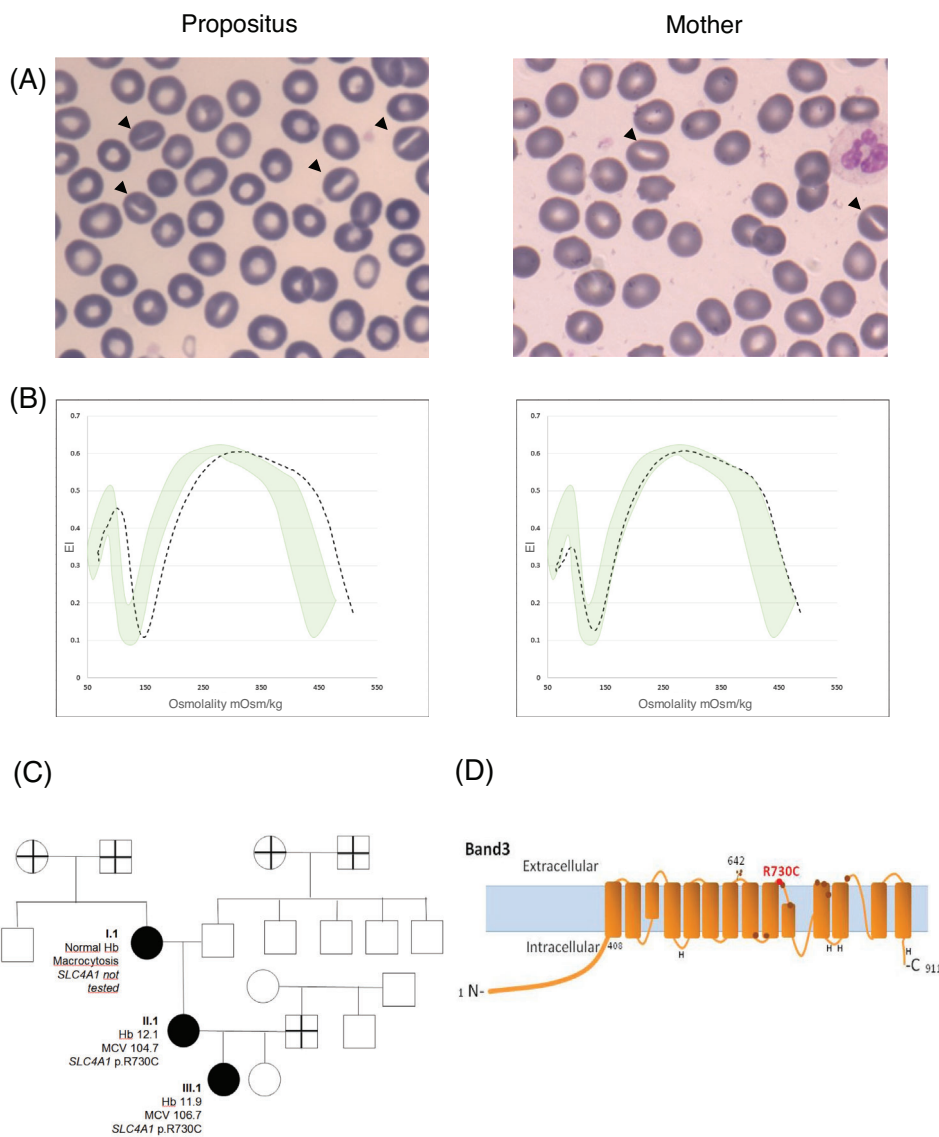 Propositus
Mother
(A)
(B)
0.7
0.6
0.5
0.4
0.3
0.2
0.1
0
EI
50
150
250
350
450
550
Osmolality mOsm/kg
0.7
0.6
0.5
0.4
0.3
0.2
0.1
0
EI
50
150
250
350
450
550
Osmolality mOsm/kg
(C)
I.1
Normal Hb
Macrocytosis
SLC4A1 not
tested
II.1
Hb 12.1
MCV 104.7
SLC4A1 p.R730C
III.1
Hb 11.9
MCV 106.7
SLC4A1 p.R730C
(D)
Band3
Extracellular
642
R730C
Intracellular
408
H
H H
H
-C 911
1 N-